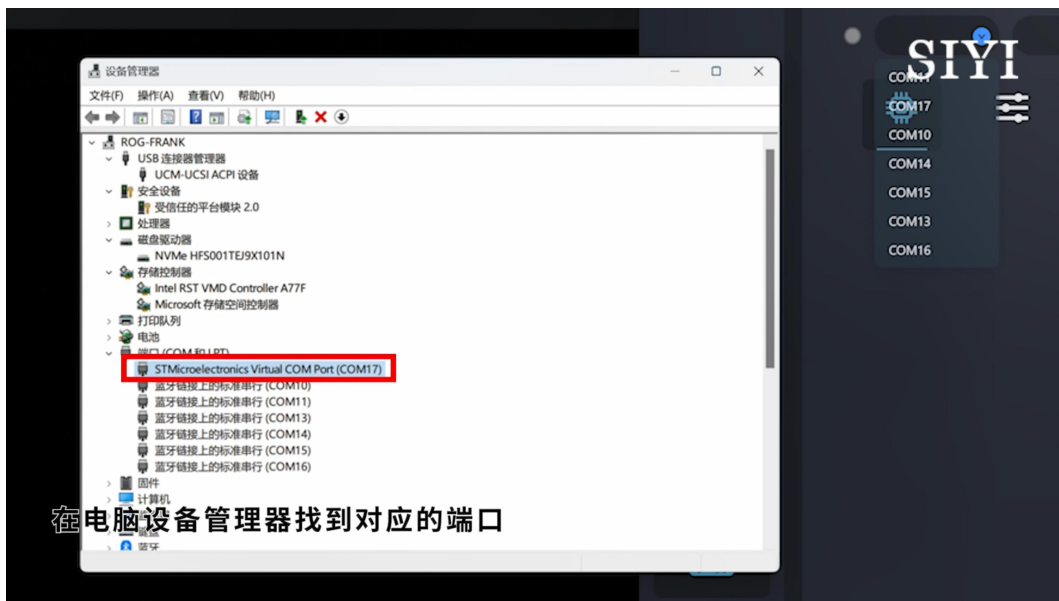 设备管理器
文件(F) 操作(A) 查看(V) 帮助(H)
ROG-FRANK
USB 连接器管理器
UCM-UCSI ACPI 设备
安全设备
受信任的平台模块 2.0
处理器
磁盘驱动器
NVMe HFS001TEJ9X101N
存储控制器
Intel RST VMD Controller A77F
Microsoft 存储空间控制器
打印队列
电池
端口 (COM 和 LPT)
STMicroelectronics Virtual COM Port (COM17)
蓝牙链接上的标准串行 (COM10)
蓝牙链接上的标准串行 (COM11)
蓝牙链接上的标准串行 (COM13)
蓝牙链接上的标准串行 (COM14)
蓝牙链接上的标准串行 (COM15)
蓝牙链接上的标准串行 (COM16)
固件
计算机
蓝牙
在电脑设备管理器找到对应的端口
SIYI
COM11
COM17
COM10
COM14
COM15
COM13
COM16